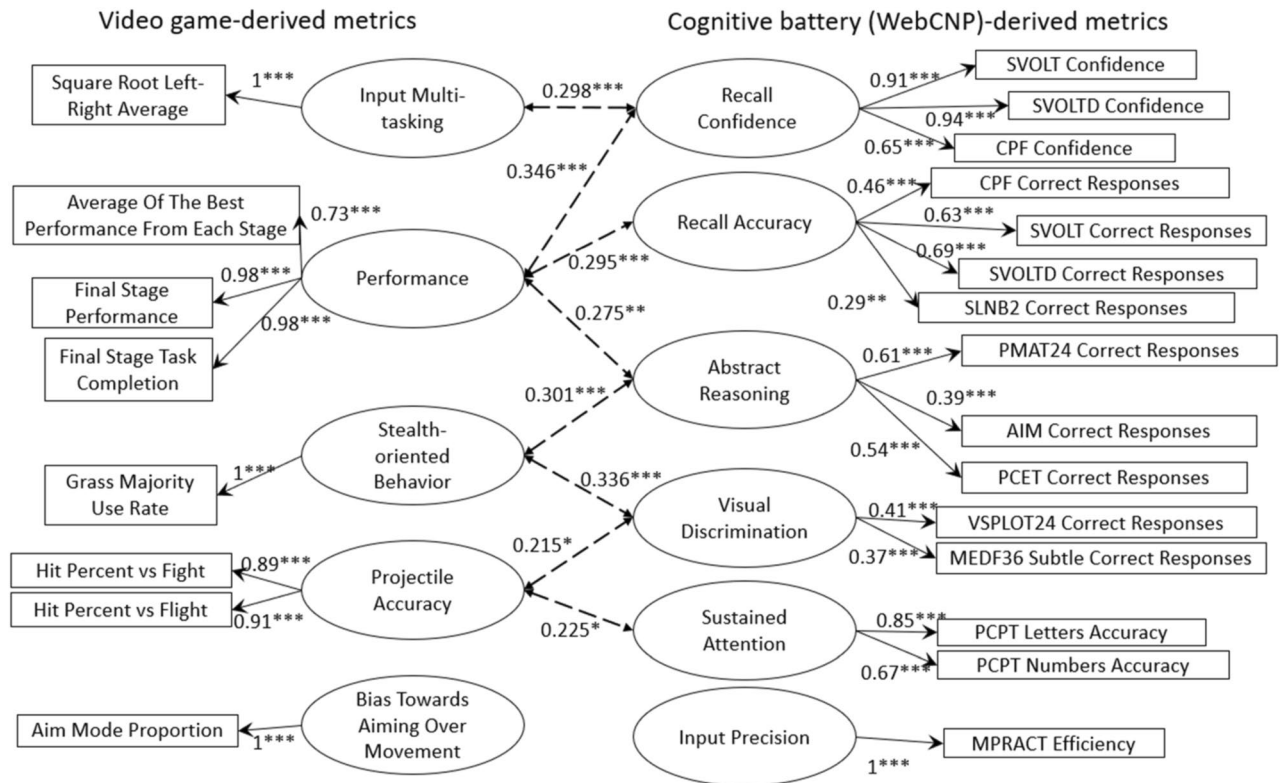 Video game-derived metrics
Cognitive battery (WebCNP)-derived metrics
Square Root Left-
Right Average
1***
Input Multi-
tasking
0.298***
Recall
Confidence
0.91***
SVOLT Confidence
0.94***
SVOLTD Confidence
0.65***
CPF Confidence
0.346***
Average Of The Best
Performance From Each Stage
0.73***
Performance
0.98***
Final Stage
Performance
0.98***
Final Stage Task
Completion
0.295***
Recall Accuracy
0.46***
CPF Correct Responses
0.63***
SVOLT Correct Responses
0.69***
SVOLTD Correct Responses
0.29**
SLNB2 Correct Responses
0.275**
Abstract
Reasoning
0.61***
PMAT24 Correct Responses
0.39***
AIM Correct Responses
0.54***
PCET Correct Responses
0.301***
Stealth-
oriented
Behavior
1***
Grass Majority
Use Rate
0.336***
Visual
Discrimination
0.41***
VSPLOT24 Correct Responses
0.37***
MEDF36 Subtle Correct Responses
0.215*
Projectile
Accuracy
0.89***
Hit Percent vs Fight
Hit Percent vs Flight
0.91***
0.225*
Sustained
Attention
0.85***
PCPT Letters Accuracy
0.67***
PCPT Numbers Accuracy
Bias Towards
Aiming Over
Movement
Aim Mode Proportion
1***
Input Precision
MPRACT Efficiency
1***